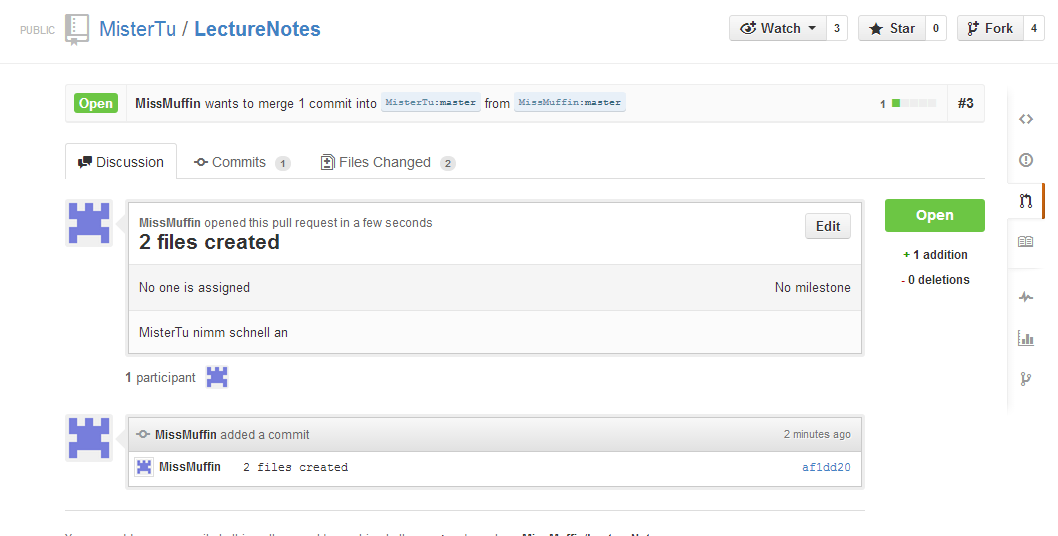 PUBLIC MisterTu / LectureNotes Watch 3 Star 0 Fork 4
Open MissMuffin wants to merge 1 commit into MisterTu:master from MissMuffin:master 1 #3
Discussion Commits 1 Files Changed 2
MissMuffin opened this pull request in a few seconds
2 files created
Edit
Open
+ 1 addition
- 0 deletions
No one is assigned No milestone
MisterTu nimm schnell an
1 participant
MissMuffin added a commit 2 minutes ago
MissMuffin 2 files created af1dd20